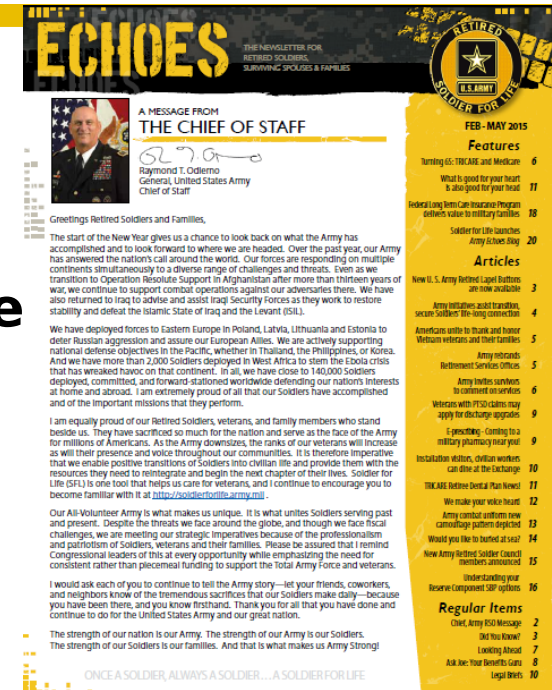 ECHOES
THE NEWSLETTER FOR
RETIRED SOLDIERS,
SURVIVING SPOUSES & FAMILIES
RETIRED
U.S. ARMY
SOLDIER FOR LIFE
A MESSAGE FROM
THE CHIEF OF STAFF
Raymond T. Odierno
General, United States Army
Chief of Staff
Greetings Retired Soldiers and Families,
The start of the New Year gives us a chance to look back on what the Army has
accomplished and to look forward to where we are headed. Over the past year, our Army
has answered the nation's call around the world. Our forces are responding on multiple
continents simultaneously to a diverse range of challenges and threats. Even as we
transition to Operation Resolute Support in Afghanistan after more than thirteen years of
war, we continue to support combat operations against our adversaries there. We have
also returned to Iraq to advise and assist Iraqi Security Forces as they work to restore
stability and defeat the Islamic State of Iraq and the Levant (ISIL).
We have deployed forces to Eastern Europe in Poland, Latvia, Lithuania and Estonia to
deter Russian aggression and assure our European Allies. We are actively supporting
national defense objectives in the Pacific, whether in Thailand, the Philippines, or Korea.
And we have more than 2,000 Soldiers deployed in West Africa to stem the Ebola crisis
that has wreaked havoc on that continent. In all, we have close to 140,000 Soldiers
deployed, committed, and forward-stationed worldwide defending our nation's interests
at home and abroad. I am extremely proud of all that our Soldiers have accomplished
and of the important missions that they perform.
I am equally proud of our Retired Soldiers, veterans, and family members who stand
beside us. They have sacrificed so much for the nation and serve as the face of the Army
for millions of Americans. As the Army downsizes, the ranks of our veterans will increase
as will their presence and voice throughout our communities. It is therefore imperative
that we enable positive transitions of Soldiers into civilian life and provide them with the
resources they need to reintegrate and begin the next chapter of their lives. Soldier for
Life (SFL) is one tool that helps us care for veterans, and I continue to encourage you to
become familiar with it at http://soldierforlife.army.mil .
Our All-Volunteer Army is what makes us unique. It is what unites Soldiers serving past
and present. Despite the threats we face around the globe, and though we face fiscal
challenges, we are meeting our strategic imperatives because of the professionalism
and patriotism of Soldiers, veterans and their families. Please be assured that I remind
Congressional leaders of this at every opportunity while emphasizing the need for
consistent rather than piecemeal funding to support the Total Army Force and veterans.
I would ask each of you to continue to tell the Army story—let your friends, coworkers,
and neighbors know of the tremendous sacrifices that our Soldiers make daily—because
you have been there, and you know firsthand. Thank you for all that you have done and
continue to do for the United States Army and our great nation.
The strength of our nation is our Army. The strength of our Army is our Soldiers.
The strength of our Soldiers is our families. And that is what makes us Army Strong!
ONCE A SOLDIER, ALWAYS A SOLDIER . . . A SOLDIER FOR LIFE
e
FEB - MAY 2015
Features
Turning 65: TRICARE and Medicare 6
What is good for your heart
is also good for your head 11
Federal Long Term Care Insurance Program
delivers value to military families 18
Soldier for Life launches
Army Echoes Blog 20
Articles
New U. S. Army Retired Lapel Buttons
are now available 3
Army initiatives assist transition,
secure Soldiers' life-long connection 4
Americans unite to thank and honor
Vietnam veterans and their families 5
Army rebrands
Retirement Services Offices 5
Army invites survivors
to comment on services 6
Veterans with PTSD claims may
apply for discharge upgrades 9
E-prescribing - Coming to a
military pharmacy near you! 9
Installation visitors, civilian workers
can dine at the Exchange 10
TRICARE Retiree Dental Plan News! 11
We make your voice heard 12
Army combat uniform new
camouflage pattern depicted 13
Would you like to buried at sea? 14
New Army Retired Soldier Council
members announced 15
Understanding your
Reserve Component SBP options 16
Regular Items
Chief, Army RSO Message 2
Did You Know? 3
Looking Ahead 7
Ask Joe: Your Benefits Guru 8
Legal Briefs 10